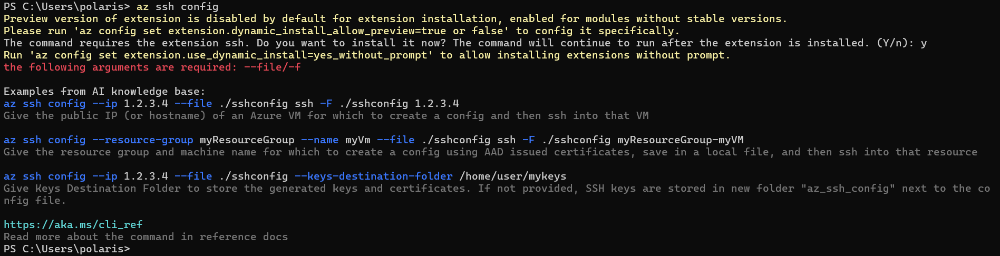 PS C:\Users\polaris> az ssh config
Preview version of extension is disabled by default for extension installation, enabled for modules without stable versions.
Please run 'az config set extension.dynamic_install_allow_preview=true or false' to config it specifically.
The command requires the extension ssh. Do you want to install it now? The command will continue to run after the extension is installed. (Y/n): y
Run 'az config set extension.use_dynamic_install=yes_without_prompt' to allow installing extensions without prompt.
the following arguments are required: --file/-f

Examples from AI knowledge base:
az ssh config --ip 1.2.3.4 --file ./sshconfig ssh -F ./sshconfig 1.2.3.4
Give the public IP (or hostname) of an Azure VM for which to create a config and then ssh into that VM

az ssh config --resource-group myResourceGroup --name myVm --file ./sshconfig ssh -F ./sshconfig myResourceGroup-myVM
Give the resource group and machine name for which to create a config using AAD issued certificates, save in a local file, and then ssh into that resource

az ssh config --ip 1.2.3.4 --file ./sshconfig --keys-destination-folder /home/user/mykeys
Give Keys Destination Folder to store the generated keys and certificates. If not provided, SSH keys are stored in new folder "az_ssh_config" next to the co
nfig file.

https://aka.ms/cli_ref
Read more about the command in reference docs
PS C:\Users\polaris>